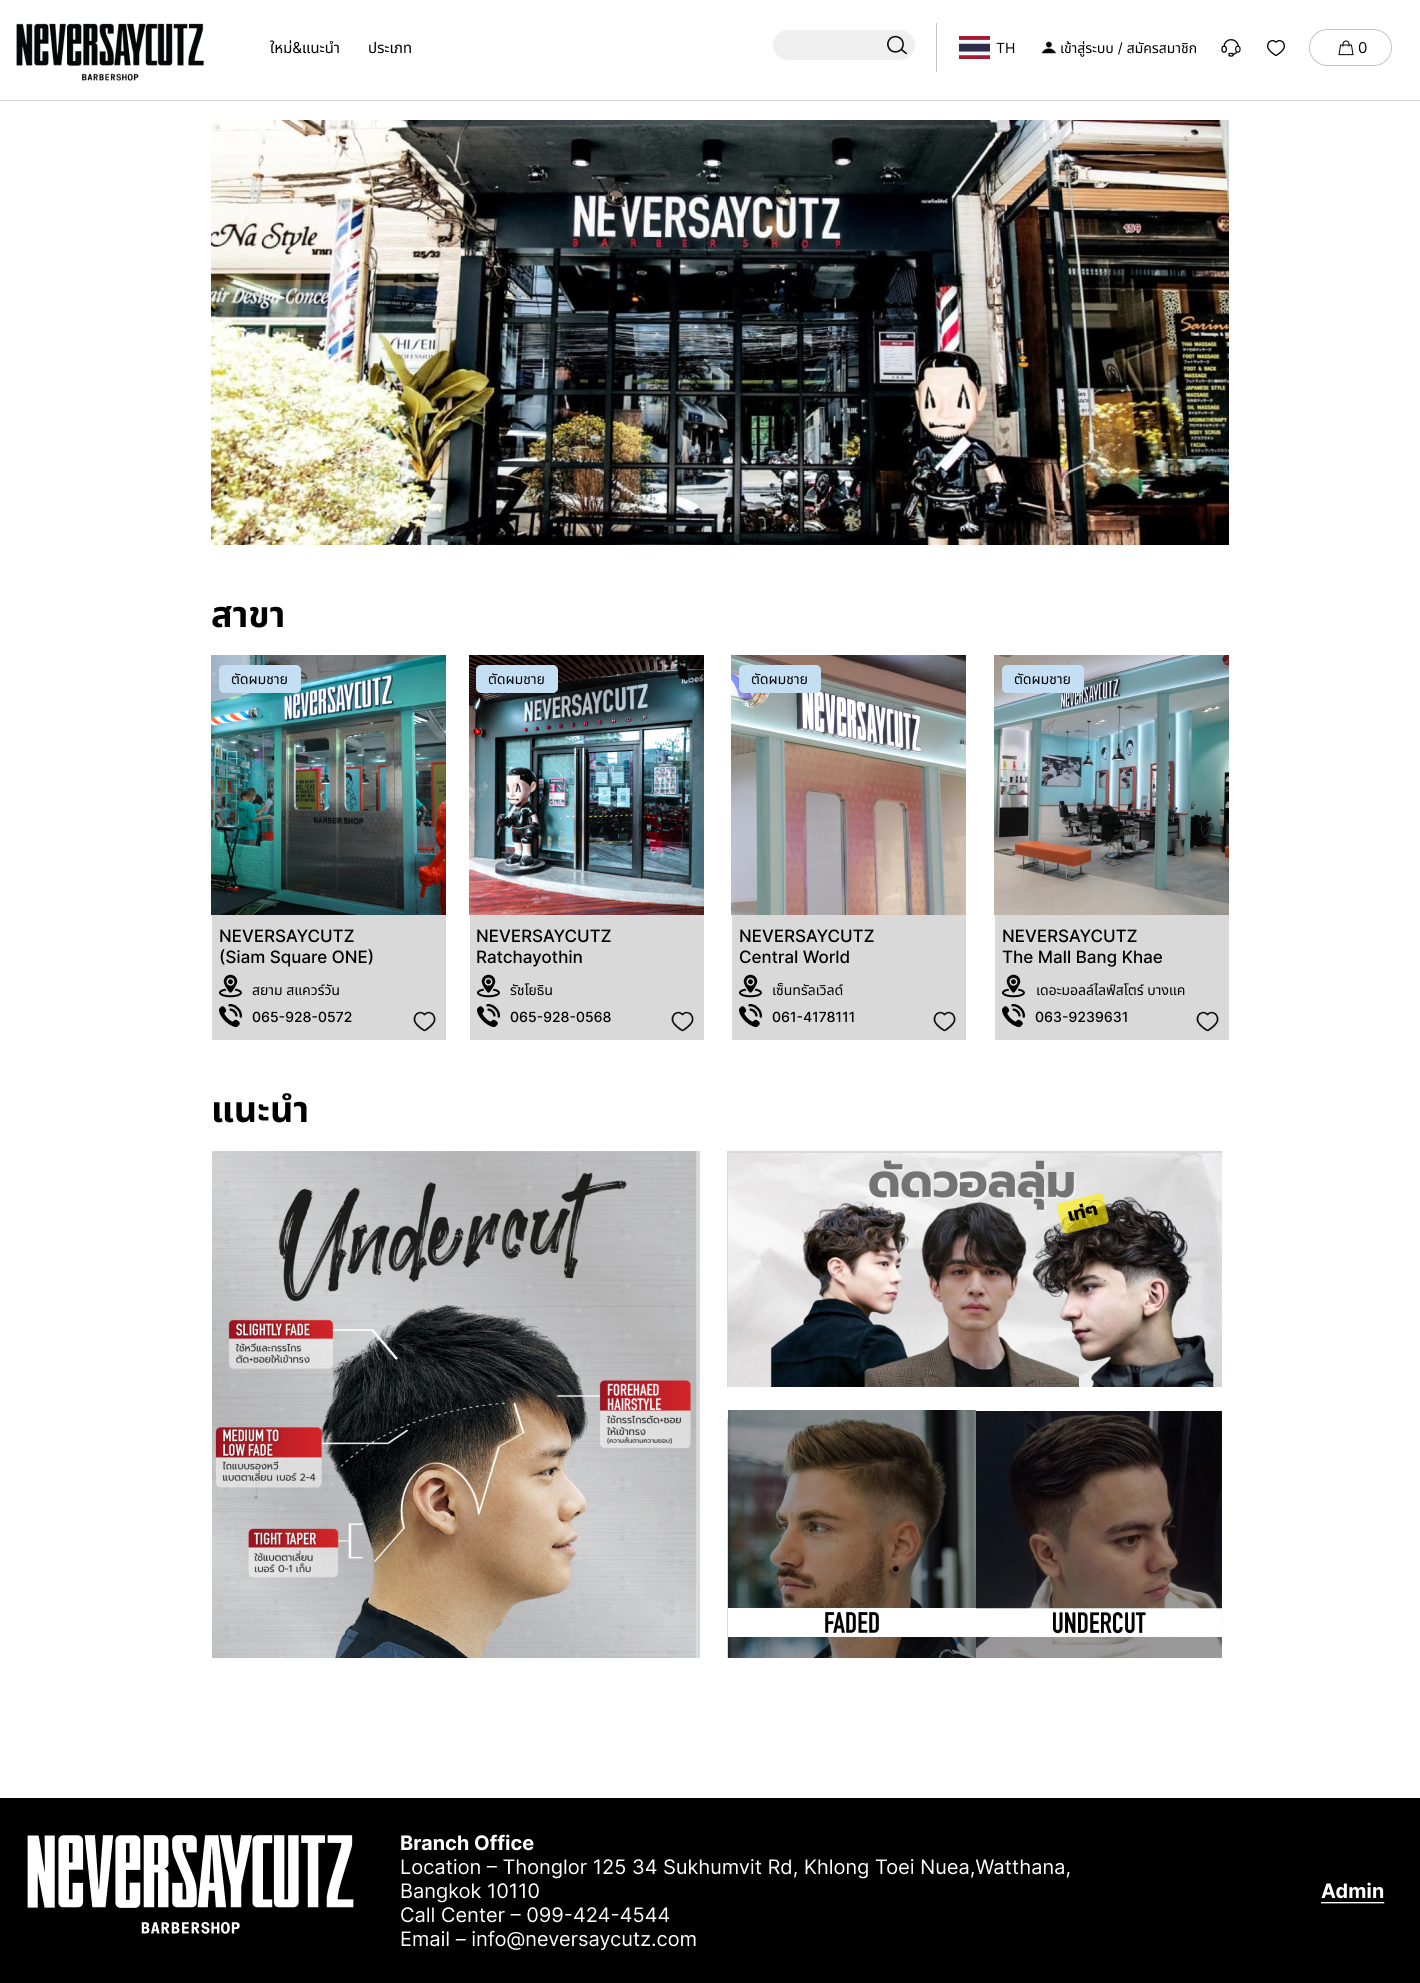 NEVERSAYCUTZ
BARBERSHOP
ใหม่&แนะนำ
ประเภท
TH
เข้าสู่ระบบ / สมัครสมาชิก
0
NEVERSAYCUTZ
BARBERSHOP
Na Style
125/33
159
สาขา
ตัดผมชาย
NEVERSAYCUTZ
BARBER SHOP
NEVERSAYCUTZ
(Siam Square ONE)
สยาม สแควร์วัน
065-928-0572
ตัดผมชาย
NEVERSAYCUTZ
BARBERSHOP
NEVERSAYCUTZ
Ratchayothin
รัชโยธิน
065-928-0568
ตัดผมชาย
NEVERSAYCUTZ
NEVERSAYCUTZ
Central World
เซ็นทรัลเวิลด์
061-4178111
ตัดผมชาย
NEVERSAYCUTZ
NEVERSAYCUTZ
The Mall Bang Khae
เดอะมอลล์ไลฟ์สโตร์ บางแค
063-9239631
แนะนำ
Undercut
SLIGHTLY FADE
ใช้หวีและกรรไกร
ตัด+ซอยให้เข้าทรง
FOREHAED
HAIRSTYLE
ใช้กรรไกรตัด+ซอย
ให้เข้าทรง
(ความสั้นตามความชอบ)
MEDIUM TO
LOW FADE
ไถแบบรองหวี
แบตตาเลี่ยน เบอร์ 2-4
TIGHT TAPER
ใช้แบตตาเลี่ยน
เบอร์ 0-1 เก็บ
ดัดวอลลุ่ม
เท่ๆ
FADED
UNDERCUT
NEVERSAYCUTZ
BARBERSHOP
Branch Office
Location – Thonglor 125 34 Sukhumvit Rd, Khlong Toei Nuea,Watthana,
Bangkok 10110
Call Center – 099-424-4544
Email – info@neversaycutz.com
Admin